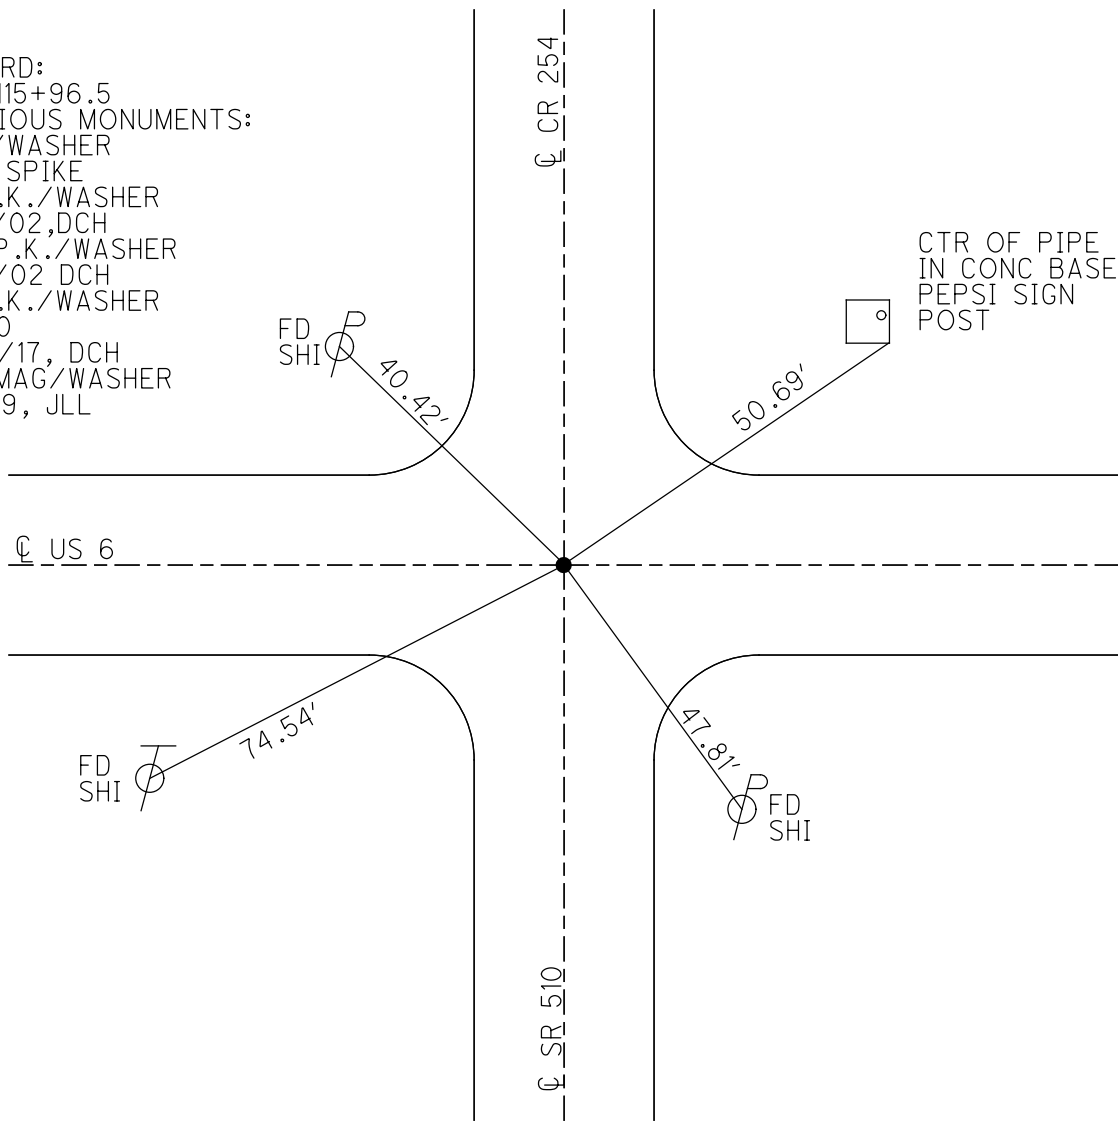 RD:
115+96.5
IOUS MONUMENTS:
/WASHER
SPIKE
.K./WASHER
/02,DCH
P.K./WASHER
/02 DCH
.K./WASHER
/17, DCH
MAG/WASHER
9, JLL
℄ CR 254
CTR OF PIPE
IN CONC BASE
PEPSI SIGN
POST
FD
SHI
P
40.42'
50.69'
℄ US 6
74.54'
47.81'
FD
SHI
T
P
FD
SHI
℄ SR 510